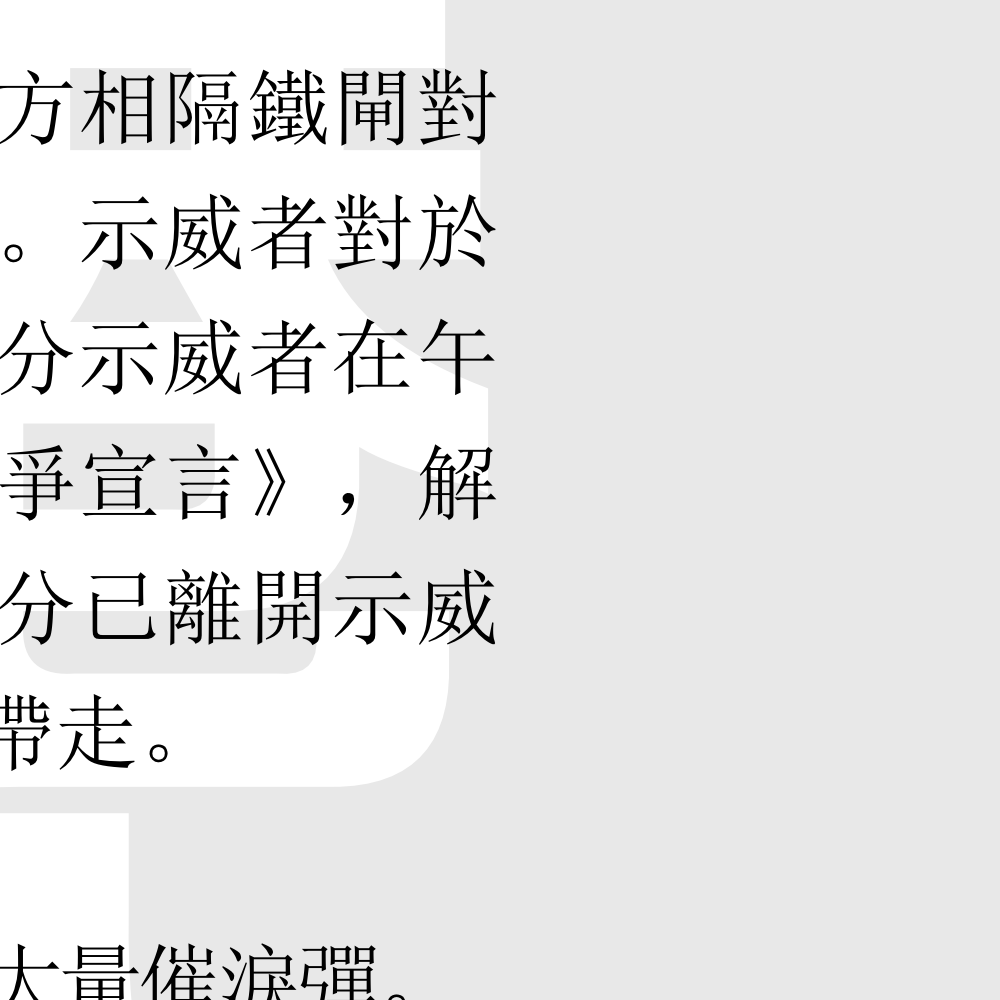 方相隔鐵閘對
。示威者對於
分示威者在午
爭宣言》，解
分已離開示威
帶走。
大量催淚彈。